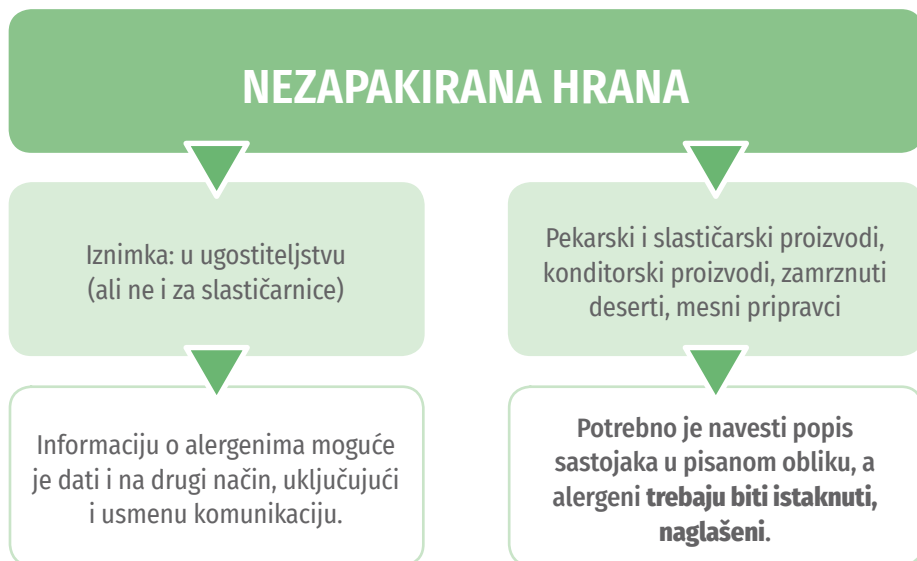 NEZAPAKIRANA HRANA
Iznimka: u ugostiteljstvu
(ali ne i za slastičarnice)
Informaciju o alergenima moguće
je dati i na drugi način, uključujući
i usmenu komunikaciju.
Pekarski i slastičarski proizvodi,
konditorski proizvodi, zamrznuti
deserti, mesni pripravci
Potrebno je navesti popis
sastojaka u pisanom obliku, a
alergeni trebaju biti istaknuti,
naglašeni.